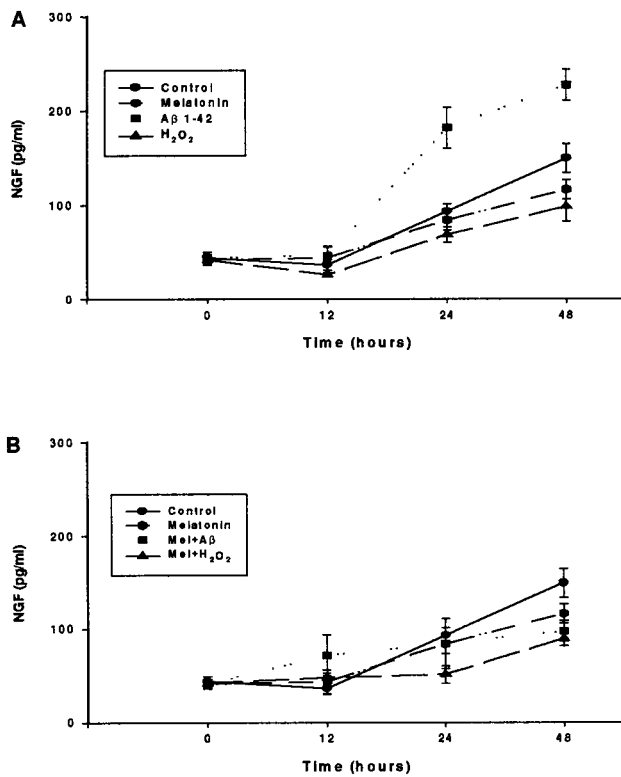 A
300
200
100
0
NGF (pg/ml)
Control
Melatonin
Aβ 1-42
H₂O₂
0 12 24 48
Time (hours)
B
300
200
100
0
NGF (pg/ml)
Control
Melatonin
Mel+Aβ
Mel+H₂O₂
0 12 24 48
Time (hours)